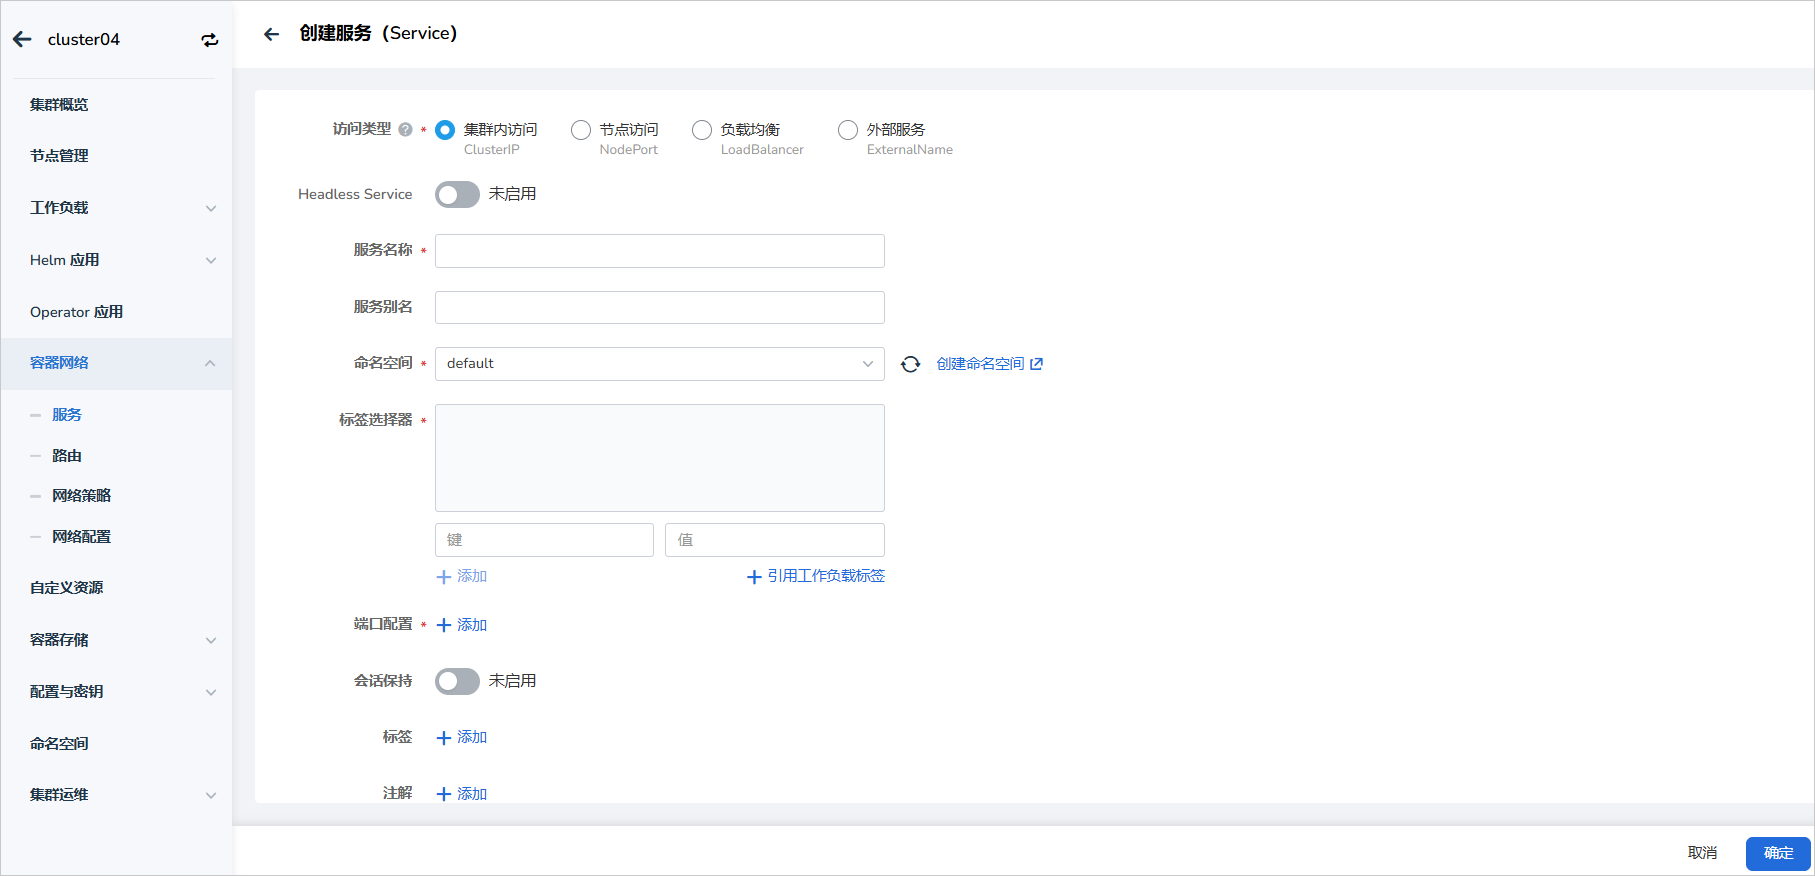 cluster04
集群概览
节点管理
工作负载
Helm 应用
Operator 应用
容器网络
服务
路由
网络策略
网络配置
自定义资源
容器存储
配置与密钥
命名空间
集群运维
创建服务（Service）
访问类型 ? * 集群内访问 节点访问 负载均衡 外部服务
ClusterIP NodePort LoadBalancer ExternalName
Headless Service 未启用
服务名称 *
服务别名
命名空间 * default 创建命名空间
标签选择器 *
键 值
+ 添加 + 引用工作负载标签
端口配置 * + 添加
会话保持 未启用
标签 + 添加
注解 + 添加
取消 确定